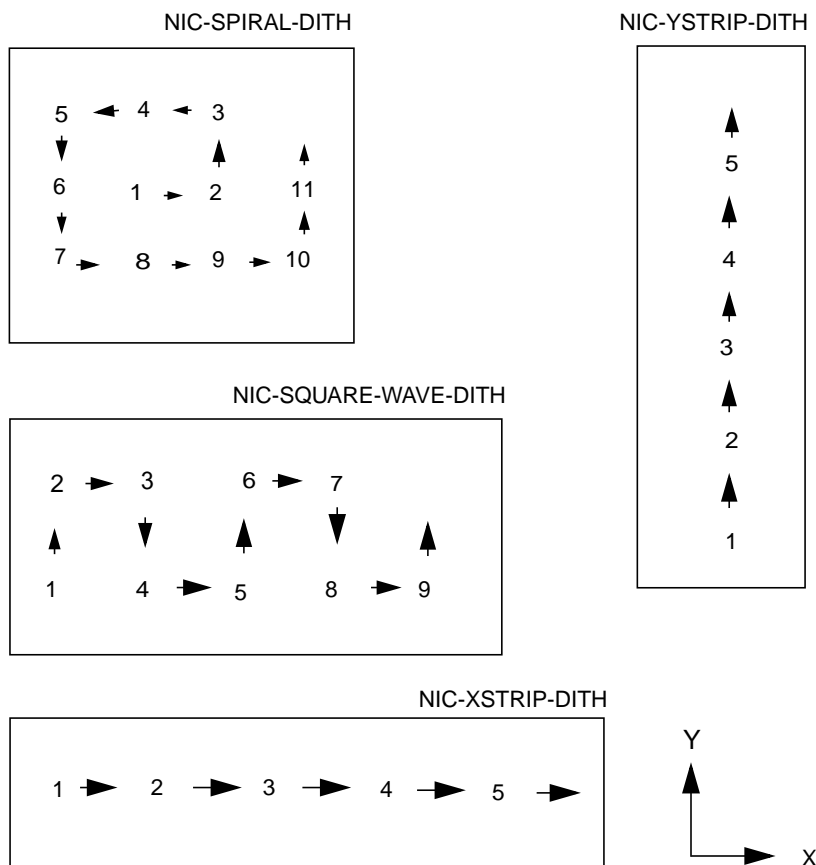 NIC-SPIRAL-DITH
5 4 3
6 1 2 11
7 8 9 10
NIC-YSTRIP-DITH
5
4
3
2
1
NIC-SQUARE-WAVE-DITH
2 3 6 7
1 4 5 8 9
NIC-XSTRIP-DITH
1 2 3 4 5
Y
X